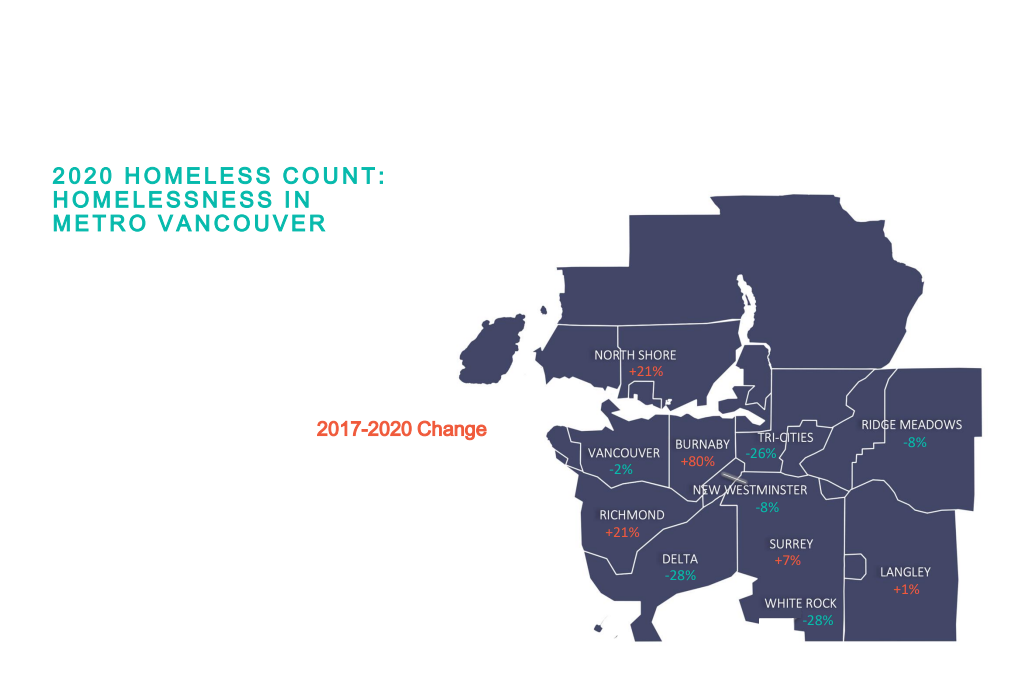 2020 HOMELESS COUNT:
HOMELESSNESS IN
METRO VANCOUVER
NORTH SHORE
+21%
2017-2020 Change
VANCOUVER
-2%
BURNABY
+80%
TRI-CITIES
-26%
RIDGE MEADOWS
-8%
NEW WESTMINSTER
-8%
RICHMOND
+21%
DELTA
-28%
SURREY
+7%
LANGLEY
+1%
WHITE ROCK
-28%